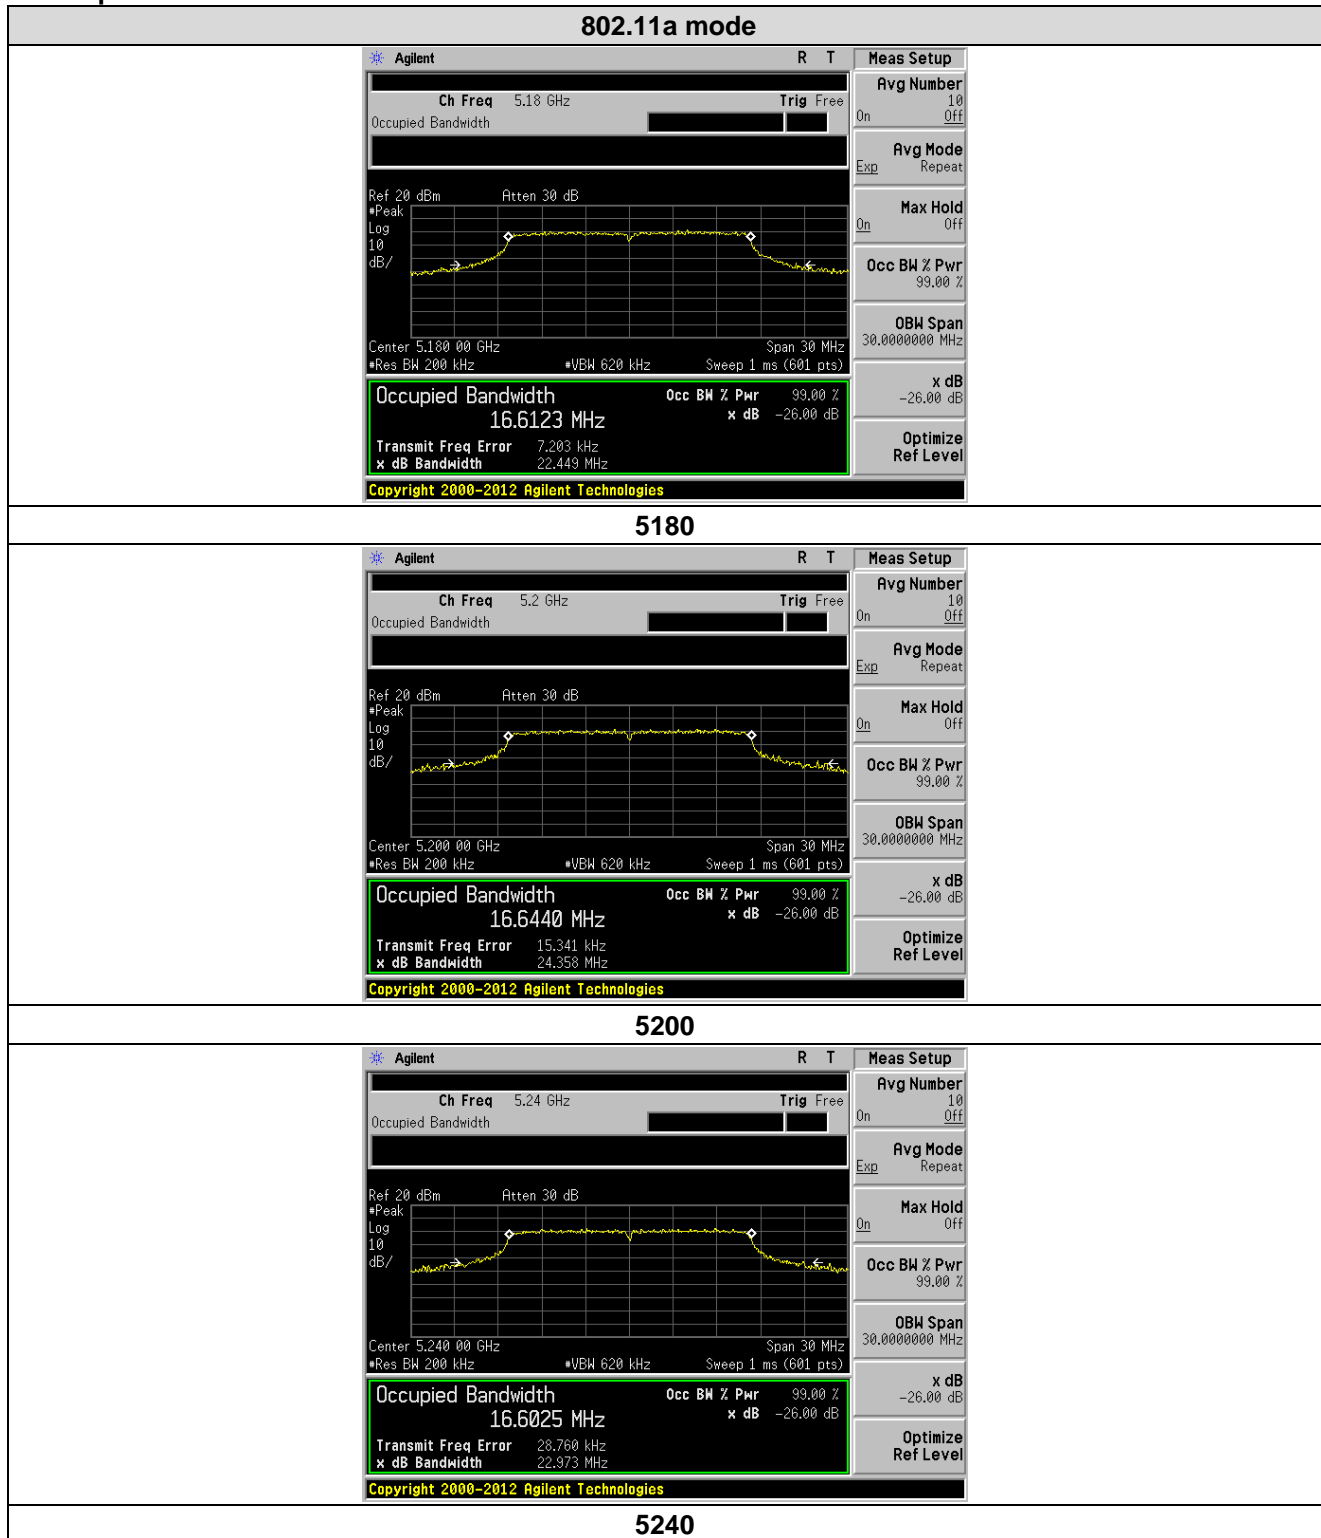 802.11a mode
Agilent R T Meas Setup
Ch Freq 5.18 GHz Trig Free
Occupied Bandwidth
Avg Number
10
On Off
Avg Mode
Exp Repeat
Ref 20 dBm Atten 30 dB
#Peak
Log
10
dB/
Max Hold
On Off
Occ BW % Pwr
99.00 %
OBW Span
30.0000000 MHz
Center 5.180 00 GHz Span 30 MHz
#Res BW 200 kHz #VBW 620 kHz Sweep 1 ms (601 pts)
x dB
-26.00 dB
Occupied Bandwidth Occ BW % Pwr 99.00 %
16.6123 MHz x dB -26.00 dB
Transmit Freq Error 7.203 kHz
x dB Bandwidth 22.449 MHz
Optimize
Ref Level
Copyright 2000-2012 Agilent Technologies
5180
Agilent R T Meas Setup
Ch Freq 5.2 GHz Trig Free
Occupied Bandwidth
Avg Number
10
On Off
Avg Mode
Exp Repeat
Ref 20 dBm Atten 30 dB
#Peak
Log
10
dB/
Max Hold
On Off
Occ BW % Pwr
99.00 %
OBW Span
30.0000000 MHz
Center 5.200 00 GHz Span 30 MHz
#Res BW 200 kHz #VBW 620 kHz Sweep 1 ms (601 pts)
x dB
-26.00 dB
Occupied Bandwidth Occ BW % Pwr 99.00 %
16.6440 MHz x dB -26.00 dB
Transmit Freq Error 15.341 kHz
x dB Bandwidth 24.358 MHz
Optimize
Ref Level
Copyright 2000-2012 Agilent Technologies
5200
Agilent R T Meas Setup
Ch Freq 5.24 GHz Trig Free
Occupied Bandwidth
Avg Number
10
On Off
Avg Mode
Exp Repeat
Ref 20 dBm Atten 30 dB
#Peak
Log
10
dB/
Max Hold
On Off
Occ BW % Pwr
99.00 %
OBW Span
30.0000000 MHz
Center 5.240 00 GHz Span 30 MHz
#Res BW 200 kHz #VBW 620 kHz Sweep 1 ms (601 pts)
x dB
-26.00 dB
Occupied Bandwidth Occ BW % Pwr 99.00 %
16.6025 MHz x dB -26.00 dB
Transmit Freq Error 28.760 kHz
x dB Bandwidth 22.973 MHz
Optimize
Ref Level
Copyright 2000-2012 Agilent Technologies
5240